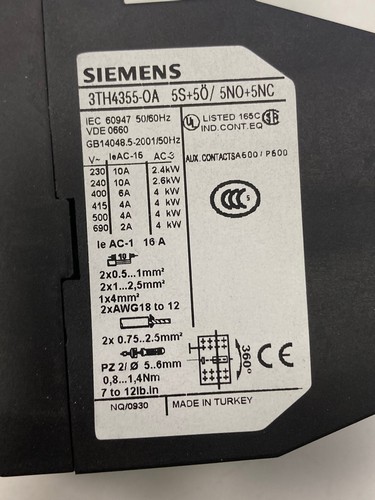 SIEMENS
3TH4355-0A 5S+5Ö/ 5NO+5NC
IEC 60947 50/60Hz
VDE 0660
GB14048.5-2001/50Hz
UL LISTED 165C SA
IND.CONT.EQ
V~ IeAC-15 AC-3
230 10A 2.4kW
240 10A 2.6kW
400 6A 4 kW
415 4A 4 kW
500 4A 4 kW
690 2A 4 kW
AUX.CONTACTSA600/P600
CCC S
Ie AC-1 16 A
10
2x0.5...1mm²
2x1...2,5mm²
1x4mm²
2xAWG18 to 12
2x 0.75...2.5mm²
PZ 2/ Ø 5...6mm
0,8...1,4Nm
7 to 12lb.in
360°
CE
NQ/0930 MADE IN TURKEY